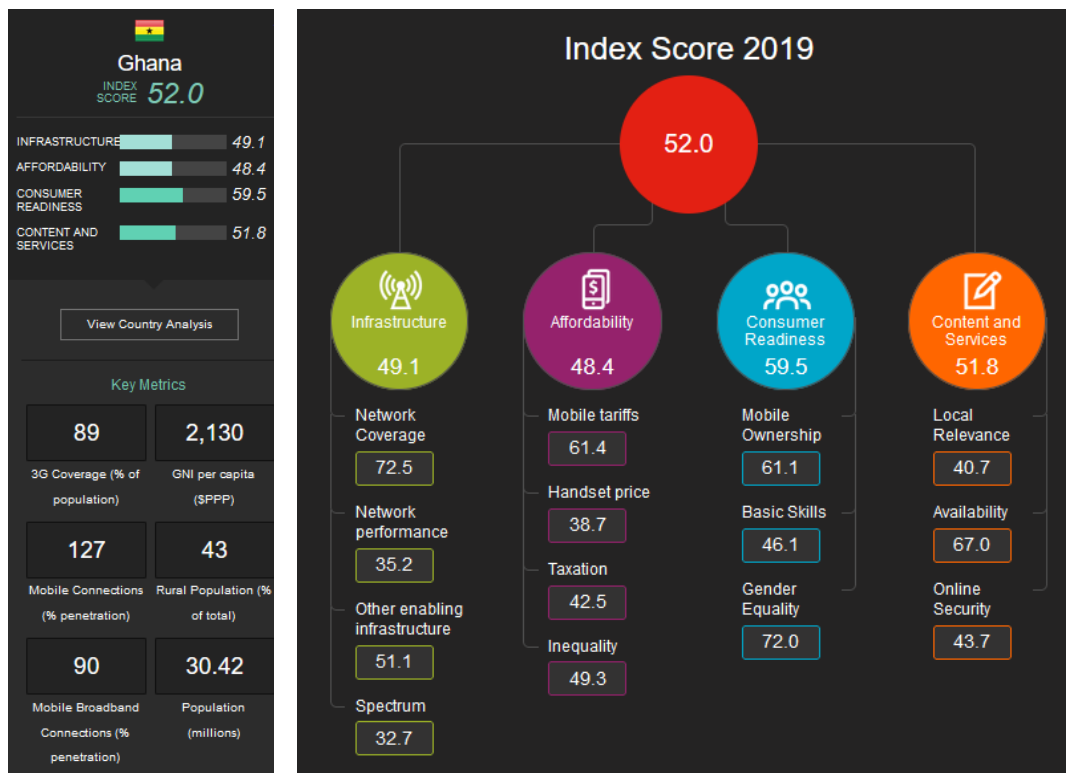 Ghana
INDEX
SCORE 52.0
INFRASTRUCTURE 49.1
AFFORDABILITY 48.4
CONSUMER
READINESS 59.5
CONTENT AND
SERVICES 51.8
View Country Analysis
Key Metrics
89
3G Coverage (% of
population)
2,130
GNI per capita
($PPP)
127
Mobile Connections
(% penetration)
43
Rural Population (%
of total)
90
Mobile Broadband
Connections (%
penetration)
30.42
Population
(millions)
Index Score 2019
52.0
Infrastructure
49.1
Network
Coverage
72.5
Network
performance
35.2
Other enabling
infrastructure
51.1
Spectrum
32.7
$
Affordability
48.4
Mobile tariffs
61.4
Handset price
38.7
Taxation
42.5
Inequality
49.3
Consumer
Readiness
59.5
Mobile
Ownership
61.1
Basic Skills
46.1
Gender
Equality
72.0
Content and
Services
51.8
Local
Relevance
40.7
Availability
67.0
Online
Security
43.7